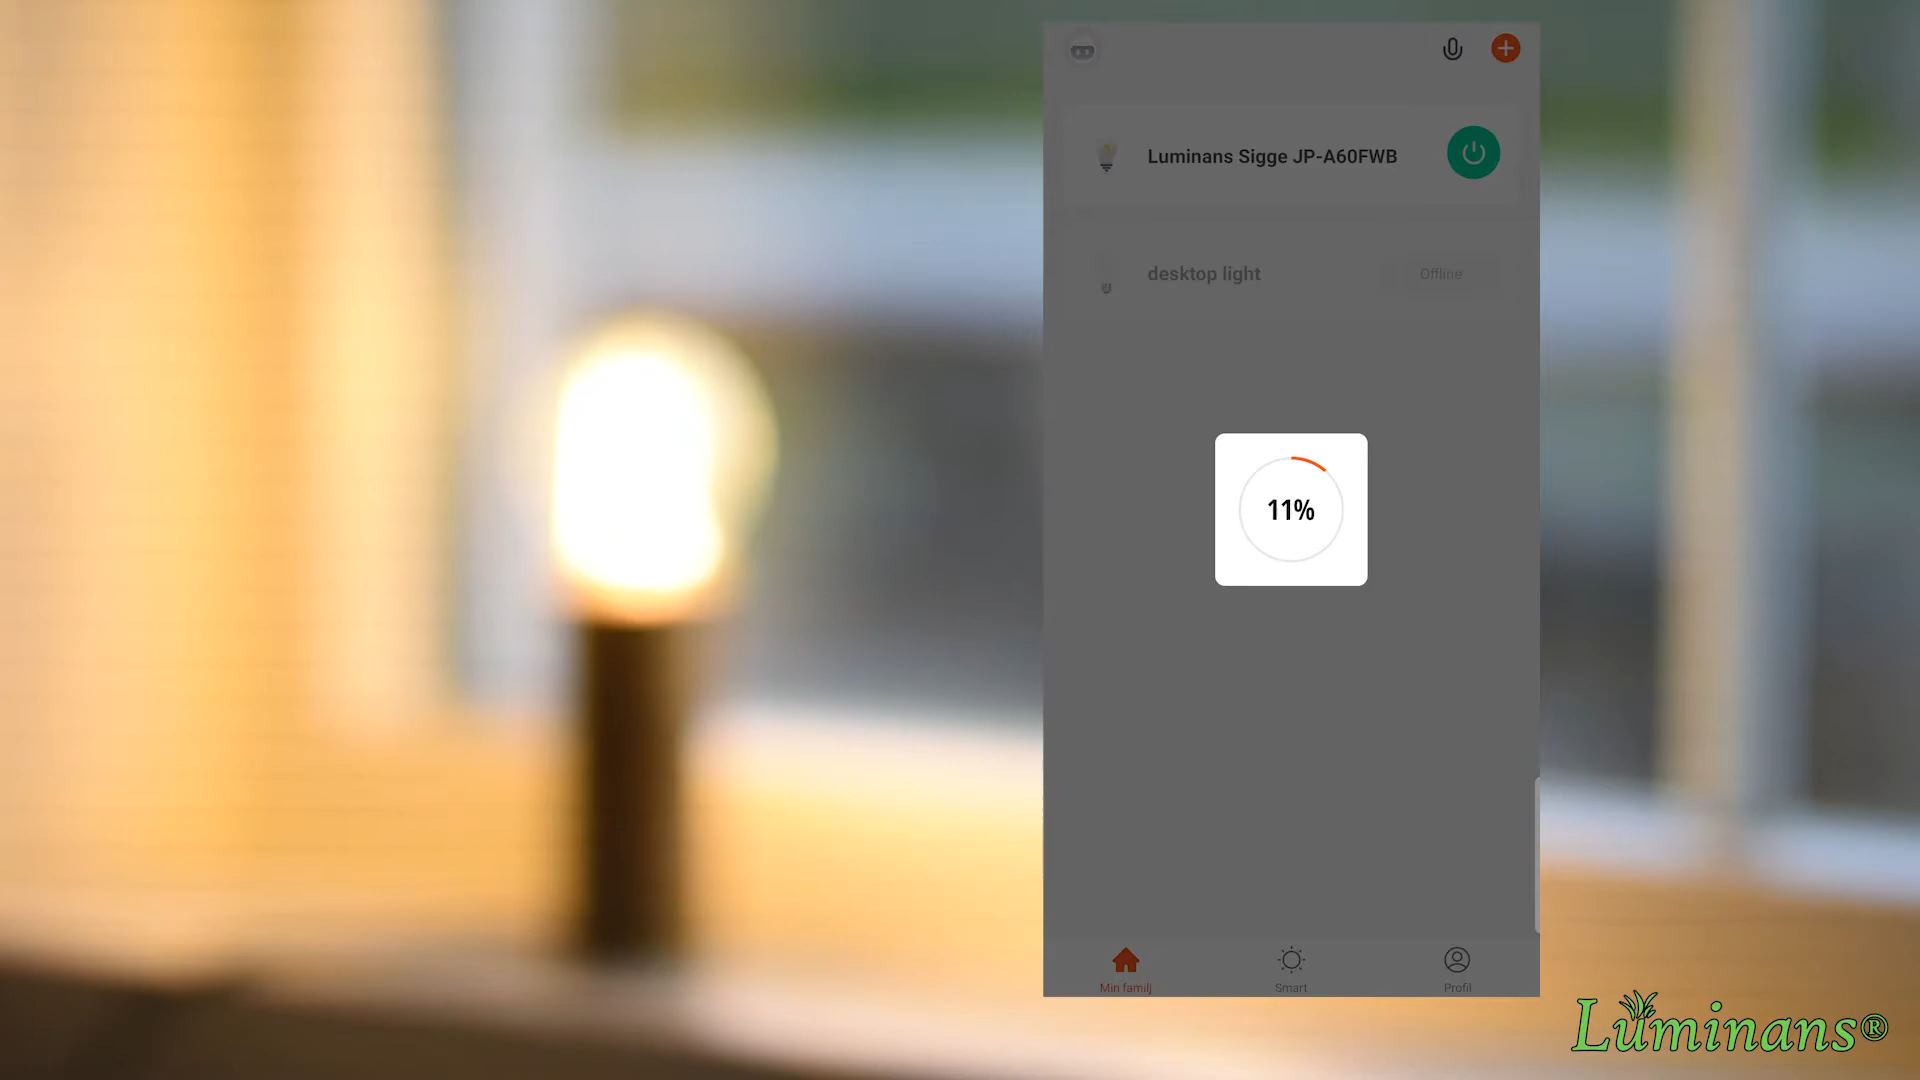 Luminans Sigge JP-A60FWB
desktop light
Offline
11%
Min familj
Smart
Profil
Luminans®